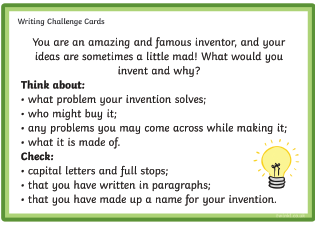 Writing Challenge Cards
You are an amazing and famous inventor, and your
ideas are sometimes a little mad! What would you
invent and why?
Think about:
• what problem your invention solves;
• who might buy it;
• any problems you may come across while making it;
• what it is made of.
Check:
• capital letters and full stops;
• that you have written in paragraphs;
• that you have made up a name for your invention.